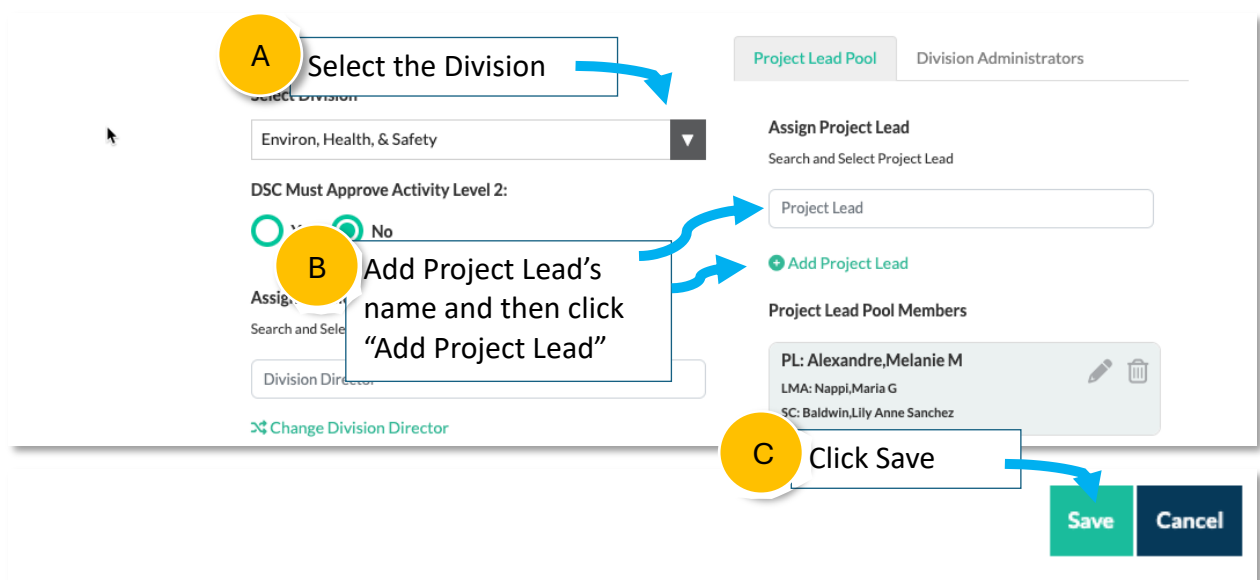 A
Select the Division
Select Division
Environ, Health, & Safety
DSC Must Approve Activity Level 2:
No
B
Add Project Lead's
name and then click
"Add Project Lead"
Search and Sele
Division Director
Change Division Director
Project Lead Pool
Division Administrators
Assign Project Lead
Search and Select Project Lead
Project Lead
Add Project Lead
Project Lead Pool Members
PL: Alexandre,Melanie M
LMA: Nappi,Maria G
SC: Baldwin,Lily Anne Sanchez
C
Click Save
Save
Cancel